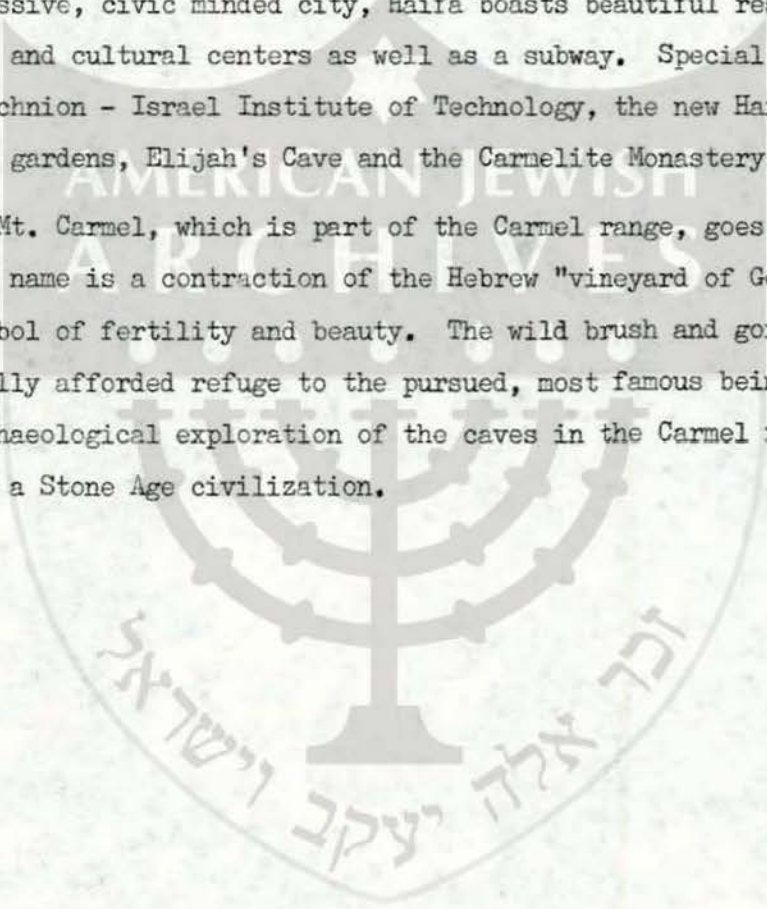 ssive, civic minded city, Haifa boasts beautiful re
and cultural centers as well as a subway. Special
chnion - Israel Institute of Technology, the new Ha
gardens, Elijah's Cave and the Carmelite Monastery
AMERICAN JEWISH
Mt. Carmel, which is part of the Carmel range, goes
ARCHIVES
name is a contraction of the Hebrew "vineyard of G
ool of fertility and beauty. The wild brush and go
lly afforded refuge to the pursued, most famous bei
haeological exploration of the caves in the Carmel
a Stone Age civilization.
זכר אלה יעקב וישראל